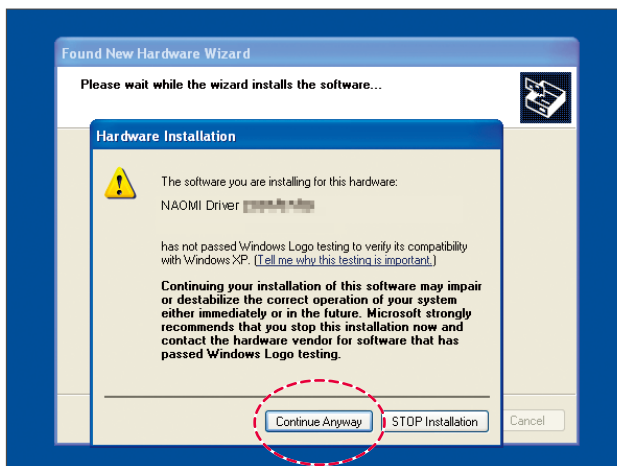 Found New Hardware Wizard
Please wait while the wizard installs the software...
Hardware Installation
The software you are installing for this hardware:
NAOMI Driver
has not passed Windows Logo testing to verify its compatibility
with Windows XP. (Tell me why this testing is important.)
Continuing your installation of this software may impair
or destabilize the correct operation of your system
either immediately or in the future. Microsoft strongly
recommends that you stop this installation now and
contact the hardware vendor for software that has
passed Windows Logo testing.
Continue Anyway STOP Installation Cancel